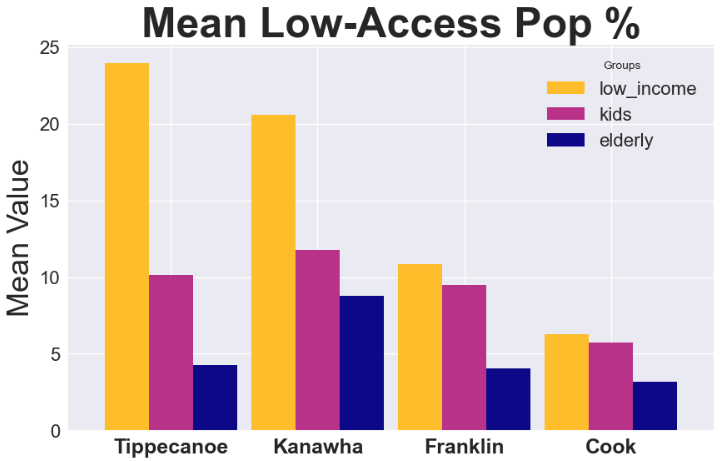 Mean Low-Access Pop %
Mean Value
25
20
15
10
5
0
Groups
low_income
kids
elderly
Tippecanoe
Kanawha
Franklin
Cook